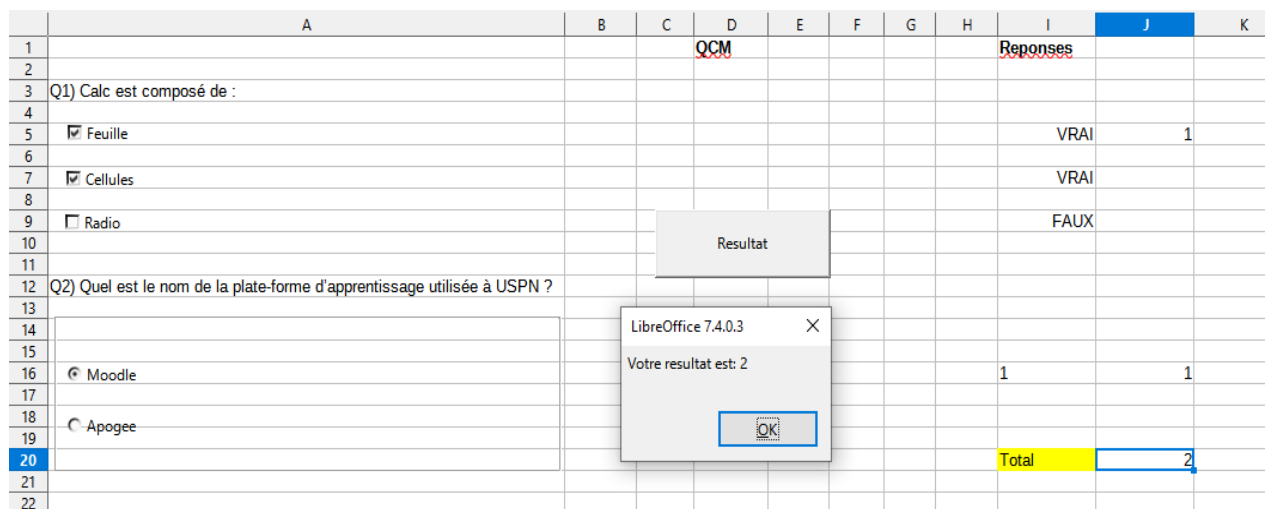 A B C D E F G H I J K
1 QCM Reponses
2
3 Q1) Calc est composé de :
4
5 Feuille VRAI 1
6
7 Cellules VRAI
8
9 Radio FAUX
10 Resultat
11
12 Q2) Quel est le nom de la plate-forme d'apprentissage utilisée à USPN ?
13
14 LibreOffice 7.4.0.3
15 Votre resultat est: 2
16 Moodle 1 1
17
18 Apogee OK
19
20 Total 2
21
22